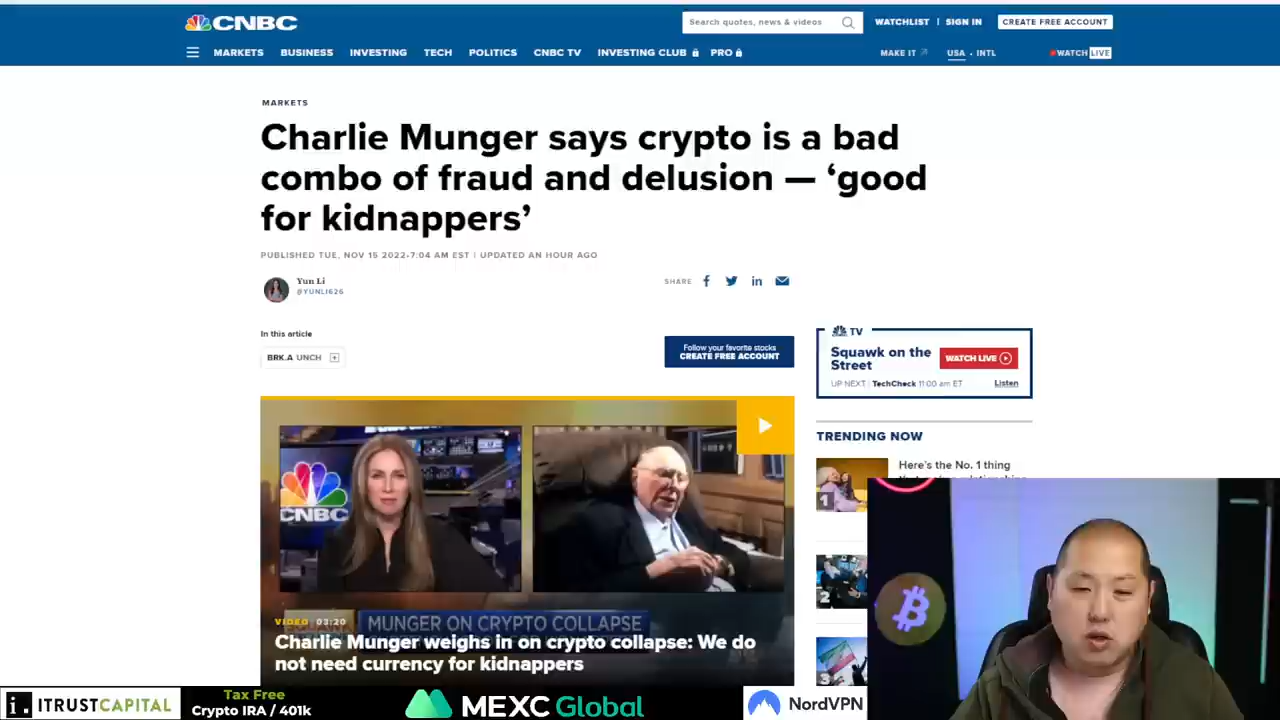 CNBC
Search quotes, news & videos
WATCHLIST | SIGN IN
CREATE FREE ACCOUNT
MARKETS BUSINESS INVESTING TECH POLITICS CNBC TV INVESTING CLUB PRO
MAKE IT USA • INTL WATCH LIVE
MARKETS
Charlie Munger says crypto is a bad
combo of fraud and delusion — ‘good
for kidnappers’
PUBLISHED TUE, NOV 15 2022•7:04 AM EST | UPDATED AN HOUR AGO
Yun Li
@YUNLI626
SHARE
In this article
BRK.A UNCH
Follow your favorite stocks
CREATE FREE ACCOUNT
TV
Squawk on the
Street
WATCH LIVE
UP NEXT | TechCheck 11:00 am ET
Listen
TRENDING NOW
Here's the No. 1 thing
1
2
3
CNBC
MUNGER ON CRYPTO COLLAPSE
VIDEO 03:20
Charlie Munger weighs in on crypto collapse: We do
not need currency for kidnappers
i. ITRUSTCAPITAL
Tax Free
Crypto IRA / 401k
MEXC Global
NordVPN